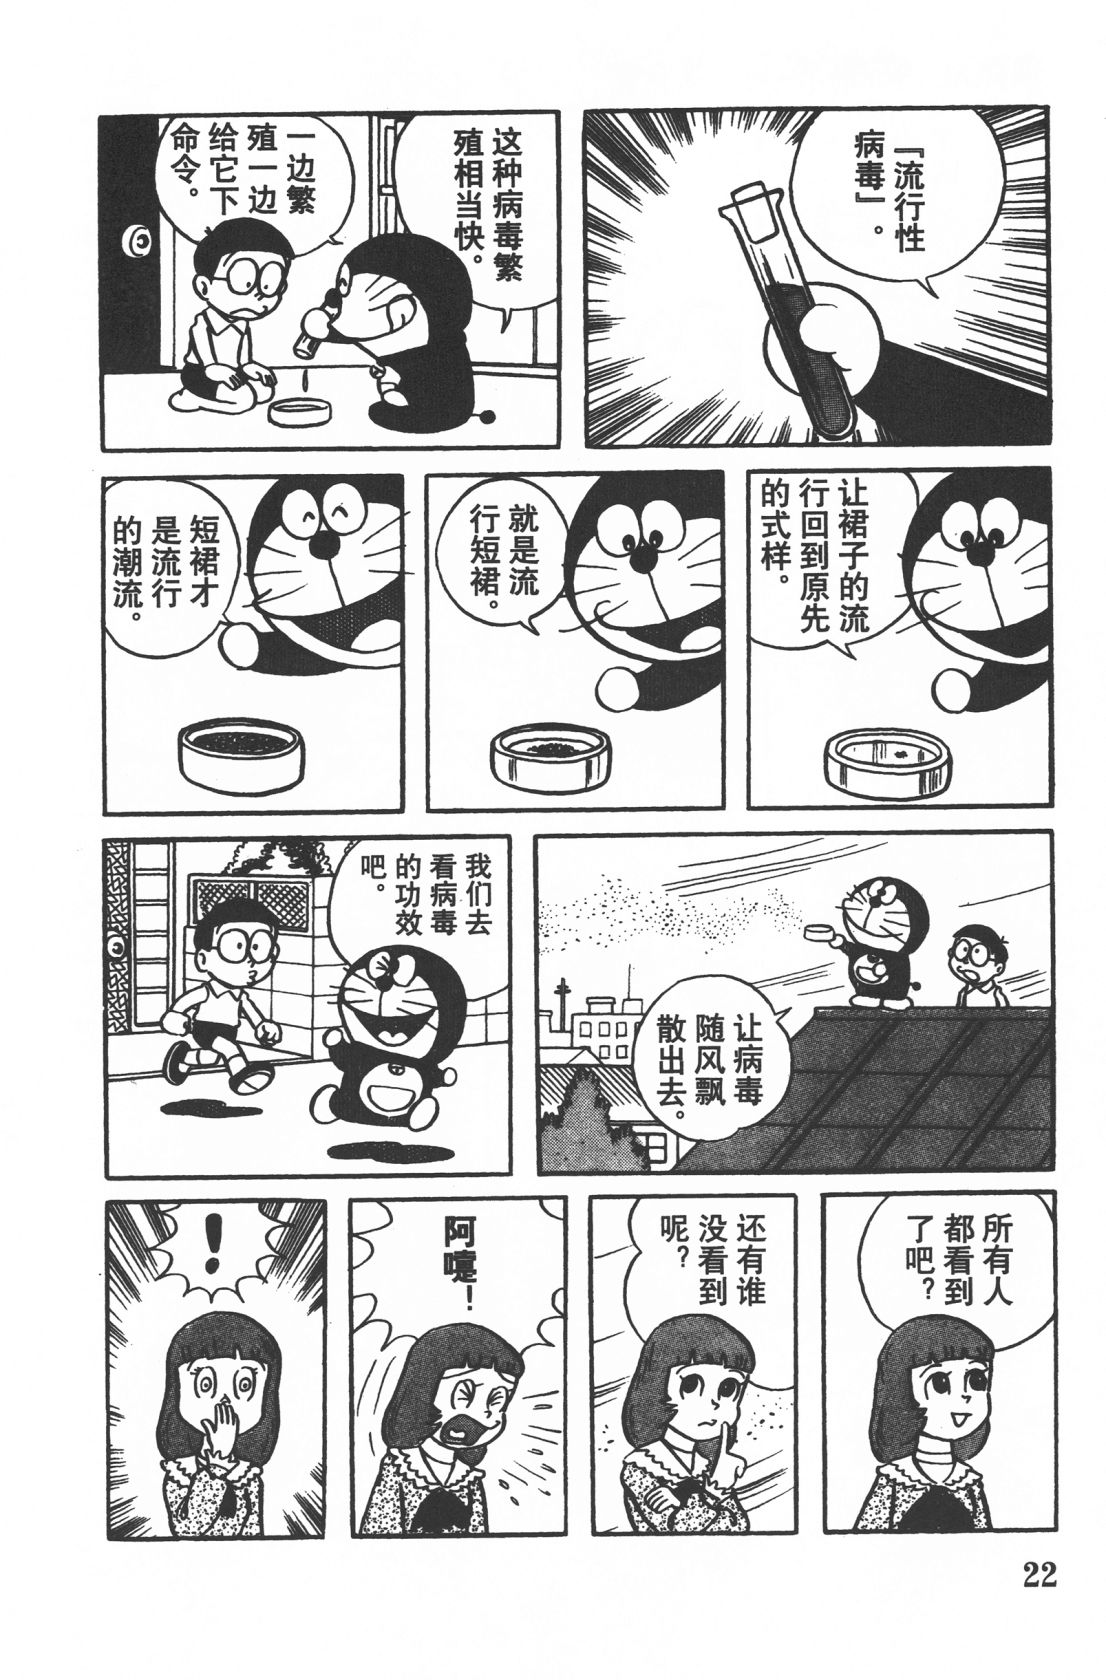 『流行性
病毒』。
这种病毒繁
殖相当快。
一边繁
殖一边
给它下
命令。
让裙子的流
行回到原先
的式样。
就是流
行短裙。
短裙才
是流行
的潮流。
让病毒
随风飘
散出去。
我们去
看病毒
的功效
吧。
所有人
都看到
了吧？
还有谁
没看到
呢？
阿嚏！
！
22